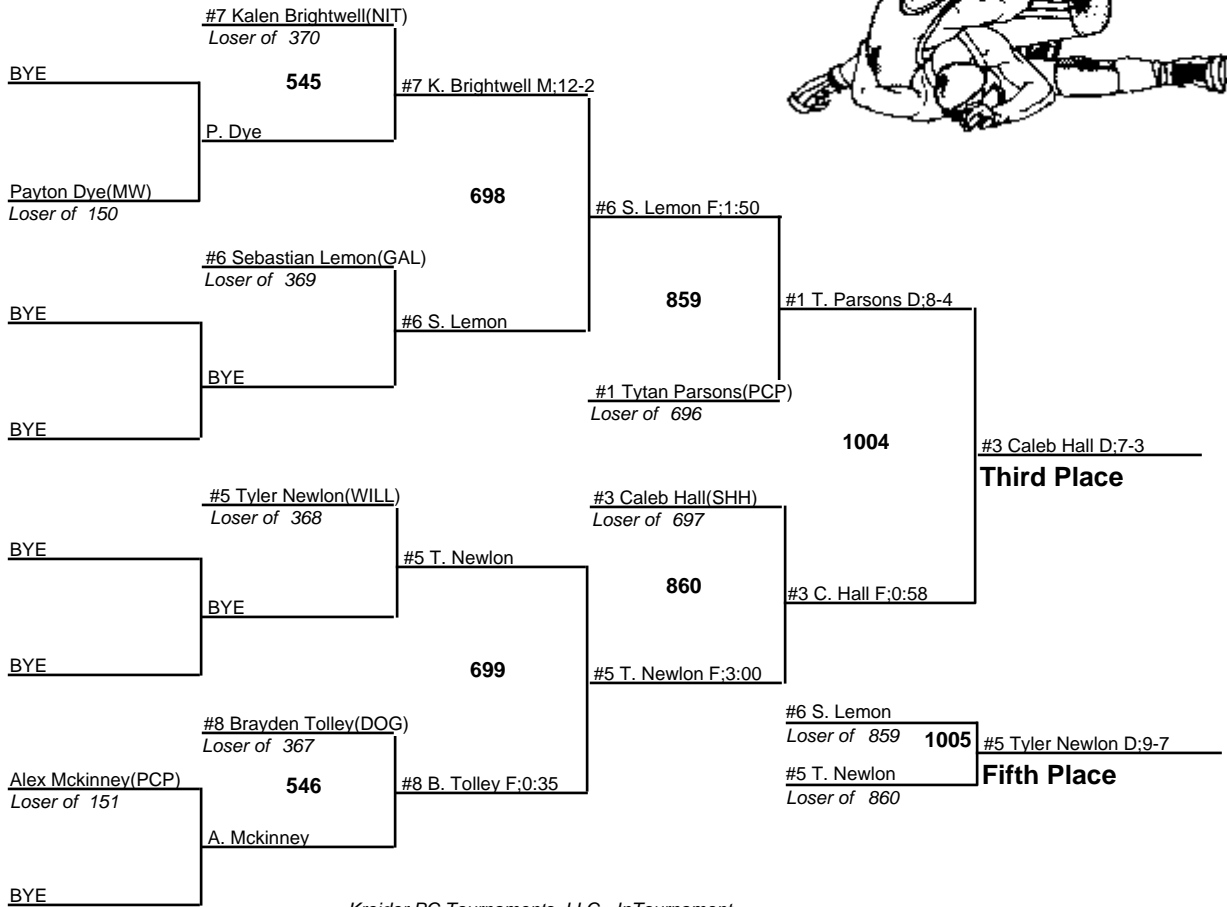 #7 Kalen Brightwell(NIT)
Loser of 370
BYE
545
#7 K. Brightwell M;12-2
P. Dye
Payton Dye(MW)
Loser of 150
698
#6 S. Lemon F;1:50
#6 Sebastian Lemon(GAL)
Loser of 369
859
#1 T. Parsons D;8-4
BYE
#6 S. Lemon
BYE
#1 Tytan Parsons(PCP)
Loser of 696
BYE
1004
#3 Caleb Hall D;7-3
Third Place
#5 Tyler Newlon(WILL)
Loser of 368
#3 Caleb Hall(SHH)
Loser of 697
BYE
#5 T. Newlon
860
#3 C. Hall F;0:58
BYE
BYE
699
#5 T. Newlon F;3:00
#8 Brayden Tolley(DOG)
Loser of 367
#6 S. Lemon
Loser of 859
1005
#5 Tyler Newlon D;9-7
Fifth Place
#5 T. Newlon
Loser of 860
Alex Mckinney(PCP)
Loser of 151
546
#8 B. Tolley F;0:35
A. Mckinney
BYE